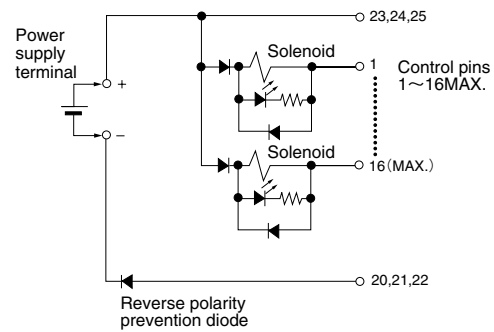 Power
supply
terminal
+
−
23,24,25
Solenoid
1
Control pins
1～16MAX.
Solenoid
16(MAX.)
20,21,22
Reverse polarity
prevention diode